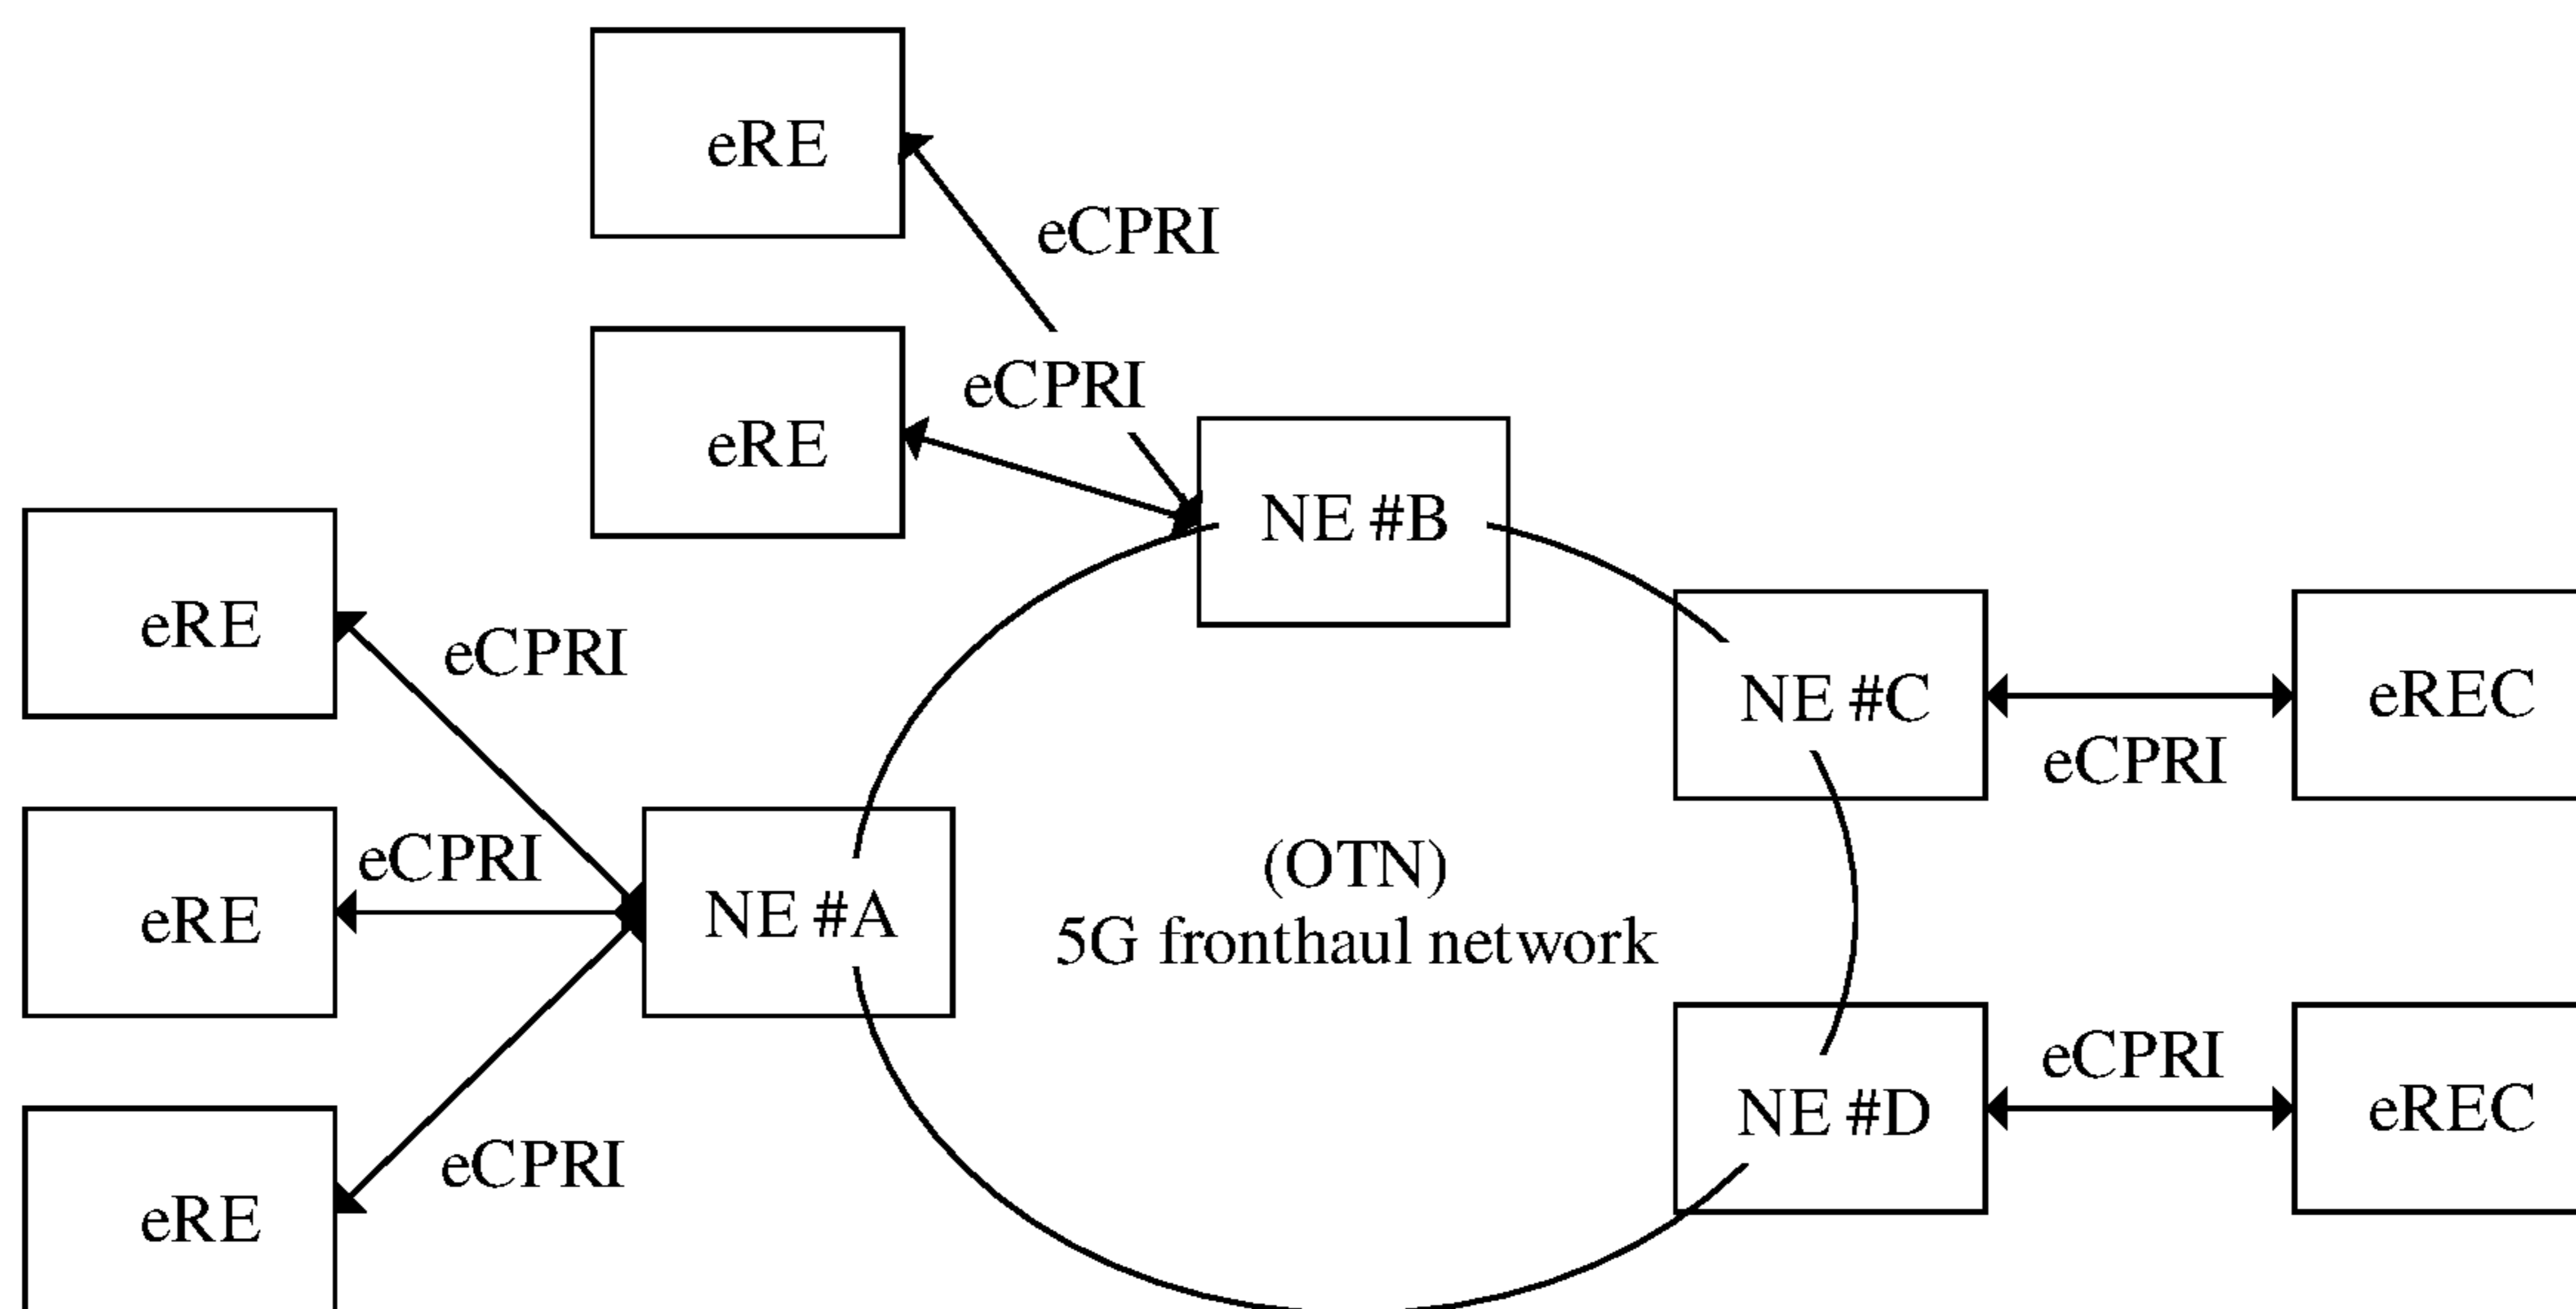 eRE
eCPRI
eCPRI
eRE
NE #B
eRE
eCPRI
NE #C
eREC
eCPRI
eCPRI
eRE
NE #A
(OTN)
5G fronthaul network
eCPRI
NE #D
eREC
eCPRI
eRE